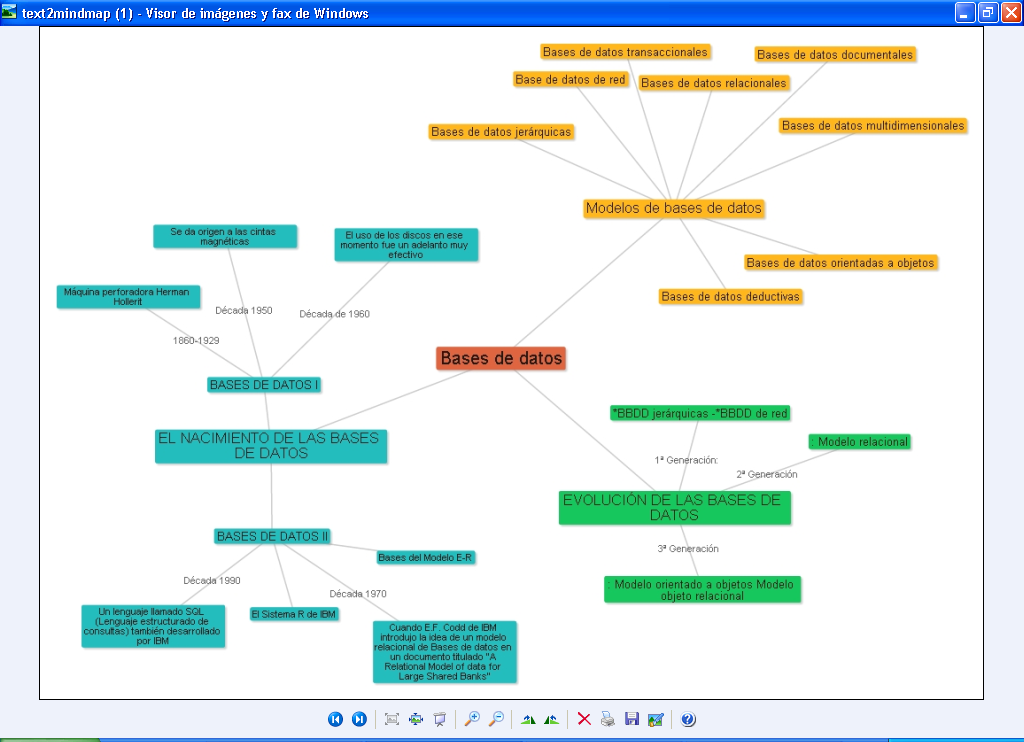 text2mindmap (1) - Visor de imágenes y fax de Windows
Bases de datos transaccionales
Bases de datos documentales
Base de datos de red
Bases de datos relacionales
Bases de datos jerárquicas
Bases de datos multidimensionales
Modelos de bases de datos
Bases de datos orientadas a objetos
Bases de datos deductivas
Se da origen a las cintas
magnéticas
El uso de los discos en ese
momento fue un adelanto muy
efectivo
Máquina perforadora Herman
Hollerit
Década 1950
Década de 1960
1860-1929
BASES DE DATOS I
Bases de datos
EL NACIMIENTO DE LAS BASES
DE DATOS
BASES DE DATOS II
Bases del Modelo E-R
Década 1990
Década 1970
Un lenguaje llamado SQL
(Lenguaje estructurado de
consultas) también desarrollado
por IBM
El Sistema R de IBM
Cuando E.F. Codd de IBM
introdujo la idea de un modelo
relacional de Bases de datos en
un documento titulado "A
Relational Model of data for
Large Shared Banks"
*BBDD jerárquicas -*BBDD de red
: Modelo relacional
1ª Generación:
2ª Generación
EVOLUCIÓN DE LAS BASES DE
DATOS
3ª Generación
: Modelo orientado a objetos Modelo
objeto relacional